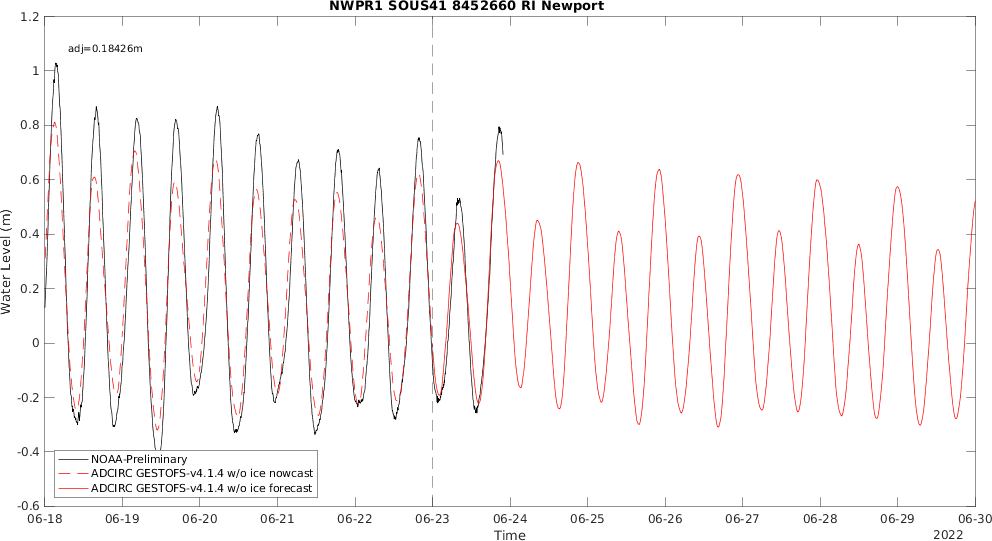 NWPR1 SOUS41 8452660 RI Newport
adj=0.18426m
Water Level (m)
1.2
1
0.8
0.6
0.4
0.2
0
-0.2
-0.4
-0.6
NOAA-Preliminary
ADCIRC GESTOFS-v4.1.4 w/o ice nowcast
ADCIRC GESTOFS-v4.1.4 w/o ice forecast
06-18 06-19 06-20 06-21 06-22 06-23 06-24 06-25 06-26 06-27 06-28 06-29 06-30
Time
2022